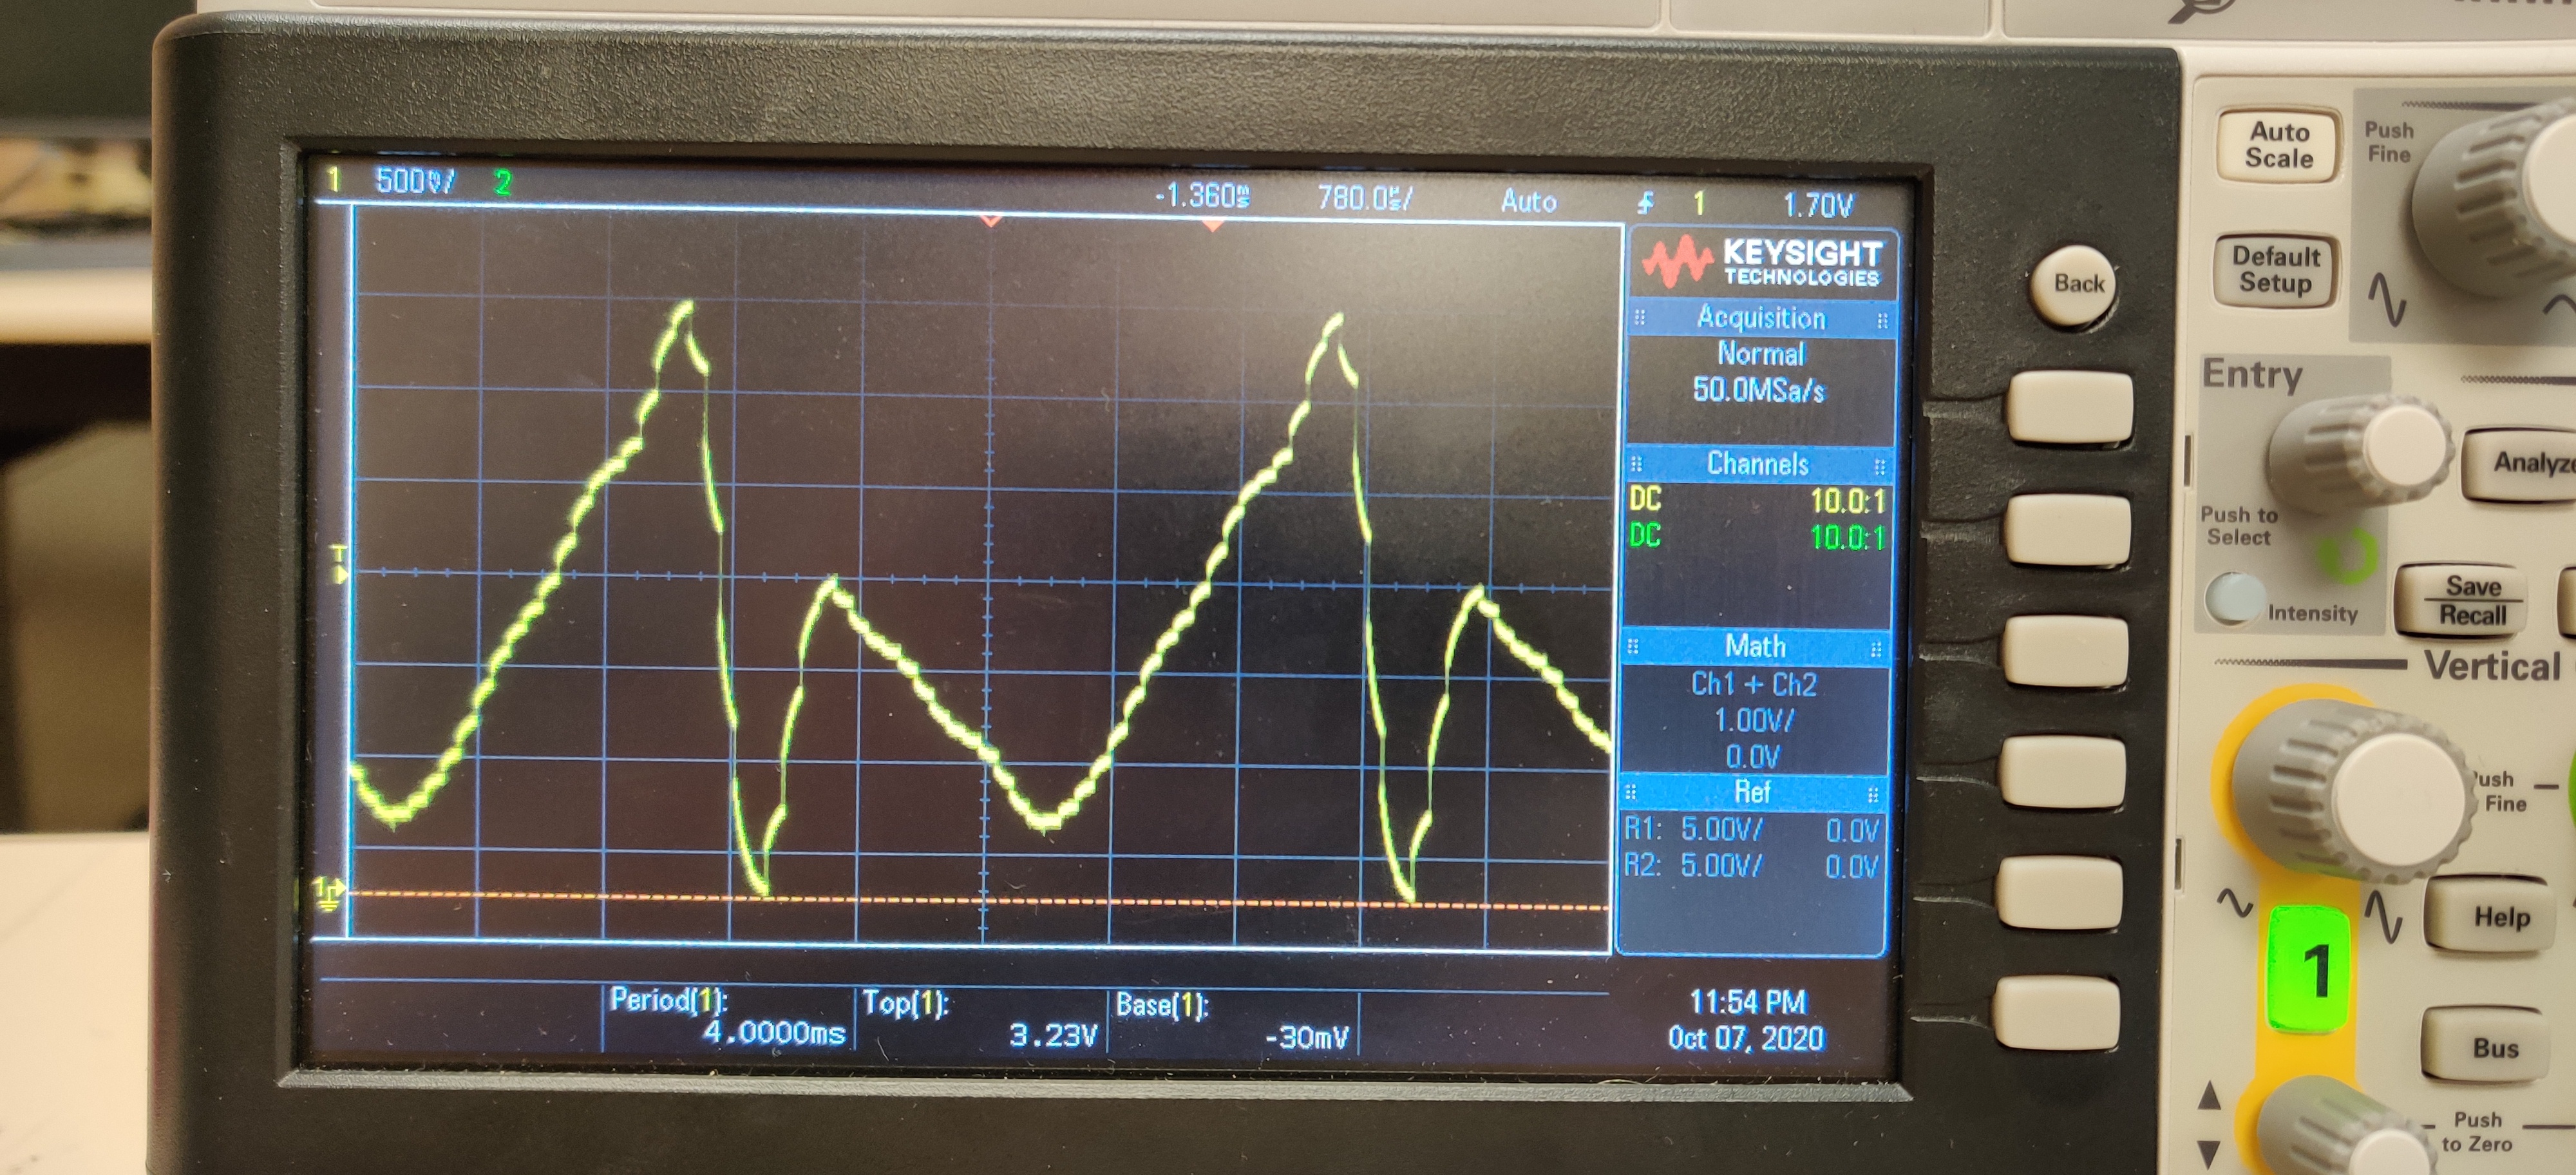 1 500mV/ 2 -1.360ms 780.0us/ Auto 1 1.70V
KEYSIGHT
TECHNOLOGIES
Acquisition
Normal
50.0MSa/s
Channels
DC 10.0:1
DC 10.0:1
Math
Ch1 + Ch2
1.00V/
0.0V
Ref
R1: 5.00V/ 0.0V
R2: 5.00V/ 0.0V
T
1
Period(1):
4.0000ms
Top(1):
3.23V
Base(1):
-30mV
11:54 PM
Oct 07, 2020
Back
Auto
Scale
Default
Setup
Push
Fine
Entry
Push to
Select
Intensity
Analyze
Save
Recall
Vertical
Push
Fine
Help
1
Bus
Push
to Zero